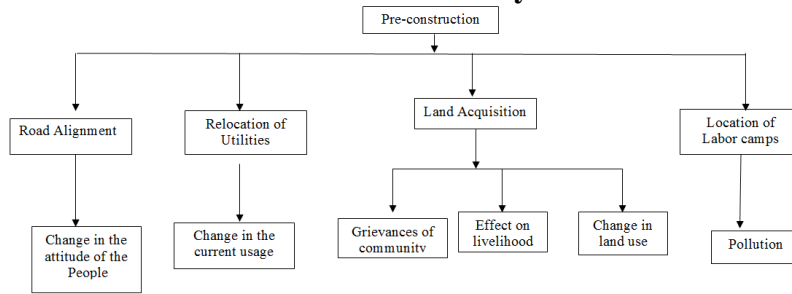 Pre-construction
Road Alignment
Relocation of
Utilities
Land Acquisition
Location of
Labor camps
Change in the
attitude of the
People
Change in the
current usage
Grievances of
community
Effect on
livelihood
Change in
land use
Pollution